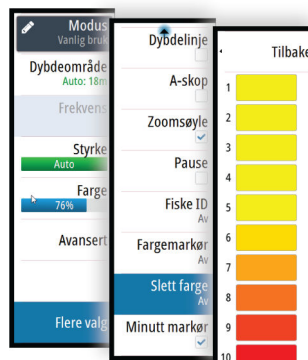 Modus
Vanlig bruk
Dybdeområde
Auto: 18m
Frekvens
Styrke
Auto
Farge
76%
Avansert
Flere valg
Dybdelinje
A-skop
Zoomsøyle
Pause
Fiske ID
Av
Fargemarkør
Av
Slett farge
Av
Minutt markør
Tilbake
1
2
3
4
5
6
7
8
9
10